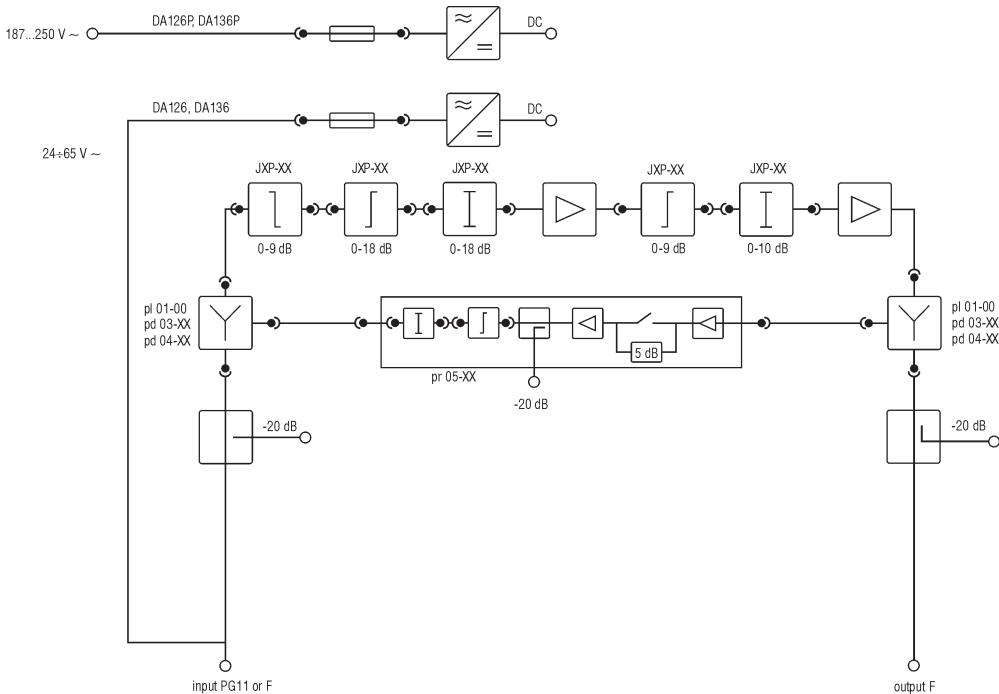 DA126P, DA136P
DC
187...250 V ~
DA126, DA136
DC
24÷65 V ~
JXP-XX
JXP-XX
JXP-XX
JXP-XX
JXP-XX
0-9 dB
0-18 dB
0-18 dB
0-9 dB
0-10 dB
pl 01-00
pd 03-XX
pd 04-XX
pl 01-00
pd 03-XX
pd 04-XX
5 dB
pr 05-XX
-20 dB
-20 dB
-20 dB
input PG11 or F
output F